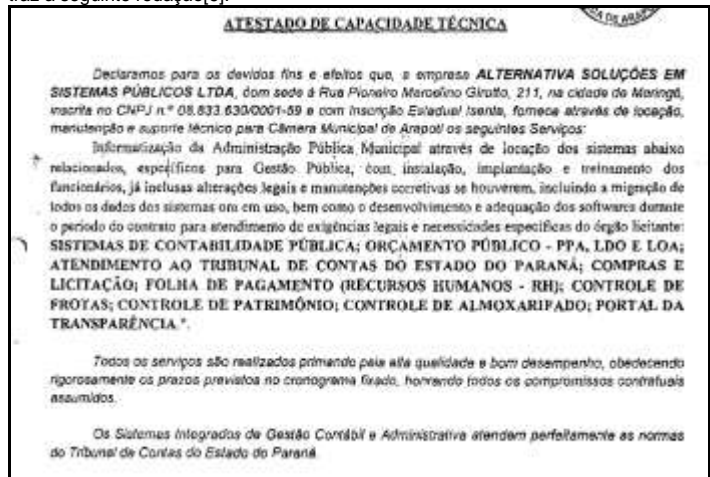 traz a seguinte redação[5]:
ATESTADO DE CAPACIDADE TÉCNICA
Declaramos para os devidos fins e efeitos que, a empresa ALTERNATIVA SOLUÇÕES EM
SISTEMAS PÚBLICOS LTDA, com sede à Rua Pioneiro Marcelino Girotto, 211, na cidade de Maringá,
inscrita no CNPJ n.º 08.833.630/0001-59 e com Inscrição Estadual Isenta, fornece através de locação,
manutenção e suporte técnico para Câmara Municipal de Arapoti os seguintes Serviços:
Informatização da Administração Pública Municipal através de locação dos sistemas abaixo
relacionados, específicos para Gestão Pública, com instalação, implantação e treinamento dos
funcionários, já inclusas alterações legais e manutenções corretivas se houverem, incluindo a migração de
todos os dados dos sistemas em uso, bem como o desenvolvimento e adequação dos softwares durante
o período do contrato para atendimento de exigências legais e necessidades específicas do órgão licitante:
SISTEMAS DE CONTABILIDADE PÚBLICA; ORÇAMENTO PÚBLICO - PPA, LDO E LOA;
ATENDIMENTO AO TRIBUNAL DE CONTAS DO ESTADO DO PARANÁ; COMPRAS E
LICITAÇÃO; FOLHA DE PAGAMENTO (RECURSOS HUMANOS - RH); CONTROLE DE
FROTAS; CONTROLE DE PATRIMÔNIO; CONTROLE DE ALMOXARIFADO; PORTAL DA
TRANSPARÊNCIA.".
Todos os serviços são realizados primando pela alta qualidade e bom desempenho, obedecendo
rigorosamente os prazos previstos no cronograma fixado, honrando todos os compromissos contratuais
assumidos.
Os Sistemas Integrados de Gestão Contábil e Administrativa atendem perfeitamente as normas
do Tribunal de Contas do Estado do Paraná